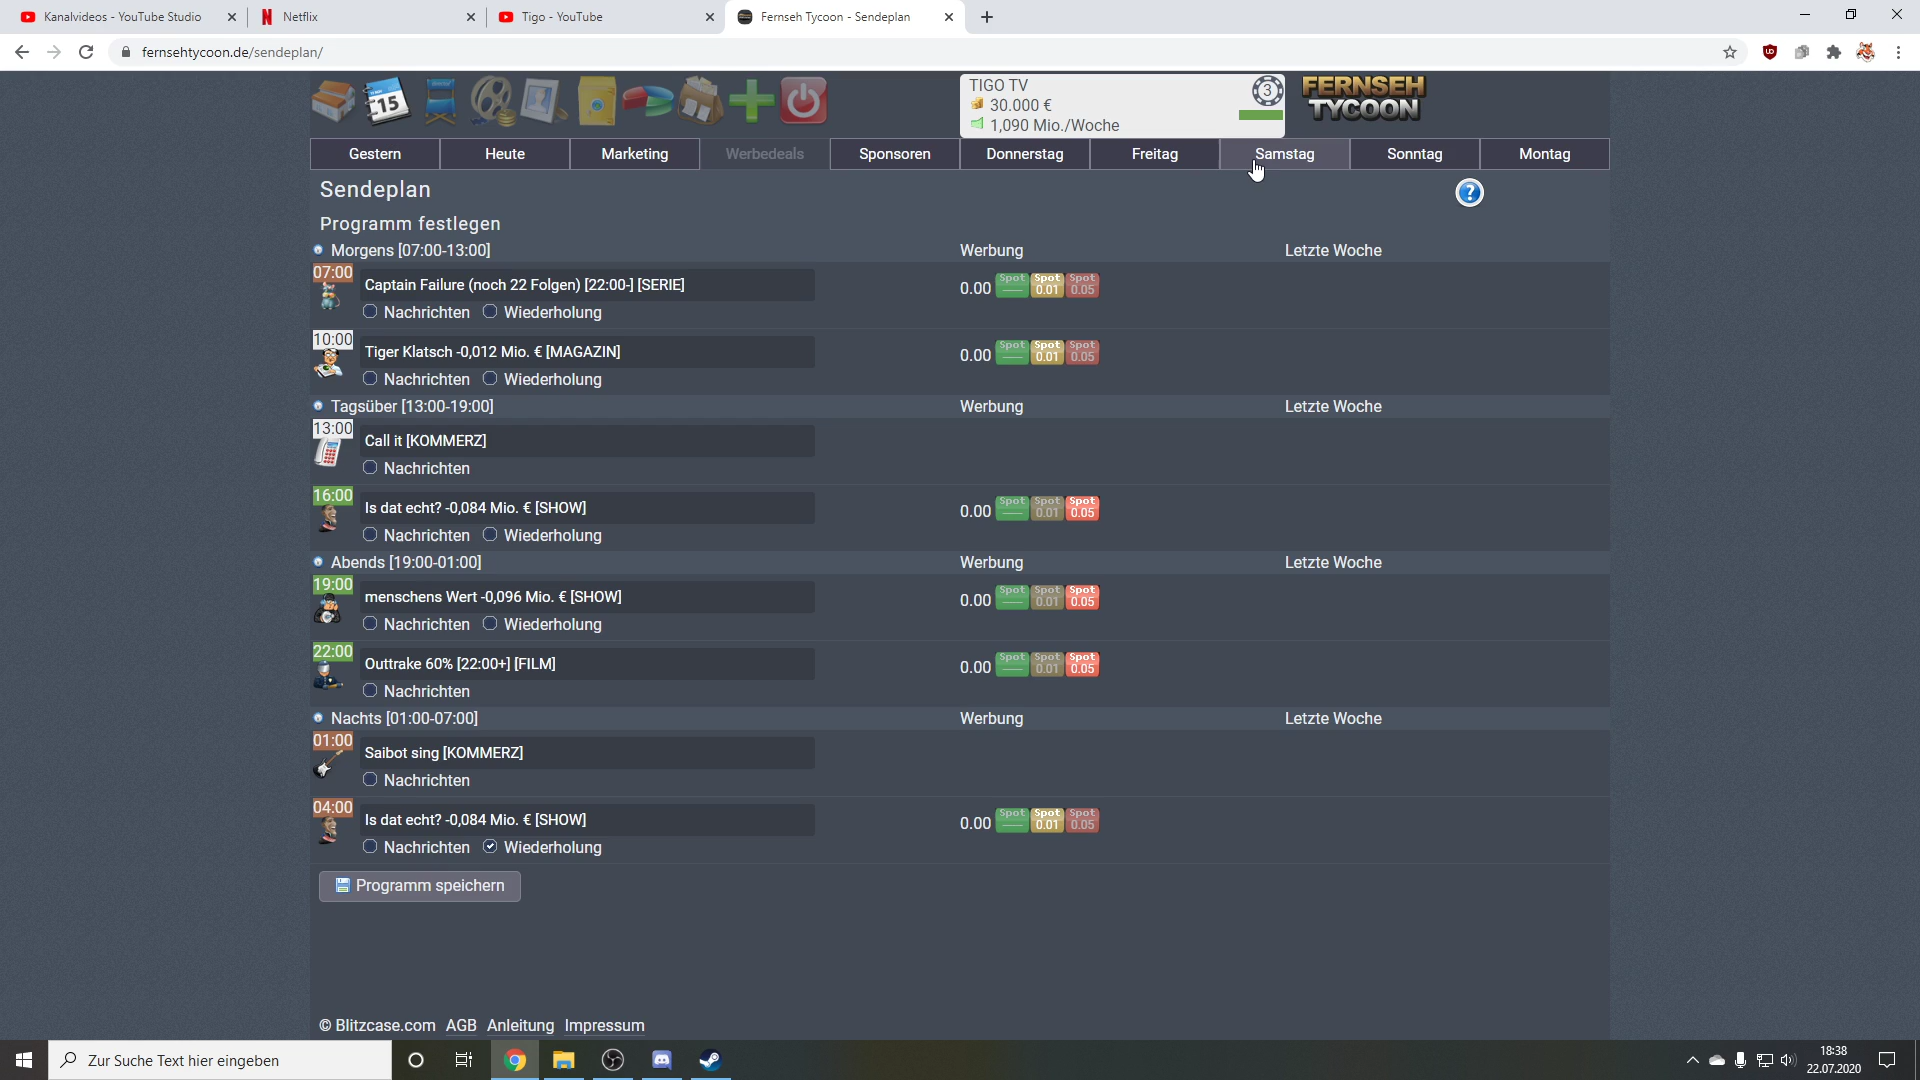 Kanalvideos - YouTube Studio
Netflix
Tigo - YouTube
Fernseh Tycoon - Sendeplan
fernsehtycoon.de/sendeplan/
15
TIGO TV
30.000 €
1,090 Mio./Woche
3
FERNSEH
TYCOON
Gestern Heute Marketing Werbedeals Sponsoren Donnerstag Freitag Samstag Sonntag Montag
Sendeplan
?
Programm festlegen
Morgens [07:00-13:00] Werbung Letzte Woche
07:00 Captain Failure (noch 22 Folgen) [22:00-] [SERIE] 0.00 Spot Spot 0.01 Spot 0.05
Nachrichten Wiederholung
10:00 Tiger Klatsch -0,012 Mio. € [MAGAZIN] 0.00 Spot Spot 0.01 Spot 0.05
Nachrichten Wiederholung
Tagsüber [13:00-19:00] Werbung Letzte Woche
13:00 Call it [KOMMERZ]
Nachrichten
16:00 Is dat echt? -0,084 Mio. € [SHOW] 0.00 Spot Spot 0.01 Spot 0.05
Nachrichten Wiederholung
Abends [19:00-01:00] Werbung Letzte Woche
19:00 menschens Wert -0,096 Mio. € [SHOW] 0.00 Spot Spot 0.01 Spot 0.05
Nachrichten Wiederholung
22:00 Outtrake 60% [22:00+] [FILM] 0.00 Spot Spot 0.01 Spot 0.05
Nachrichten
Nachts [01:00-07:00] Werbung Letzte Woche
01:00 Saibot sing [KOMMERZ]
Nachrichten
04:00 Is dat echt? -0,084 Mio. € [SHOW] 0.00 Spot Spot 0.01 Spot 0.05
Nachrichten Wiederholung
Programm speichern
© Blitzcase.com AGB Anleitung Impressum
Zur Suche Text hier eingeben
18:38
22.07.2020